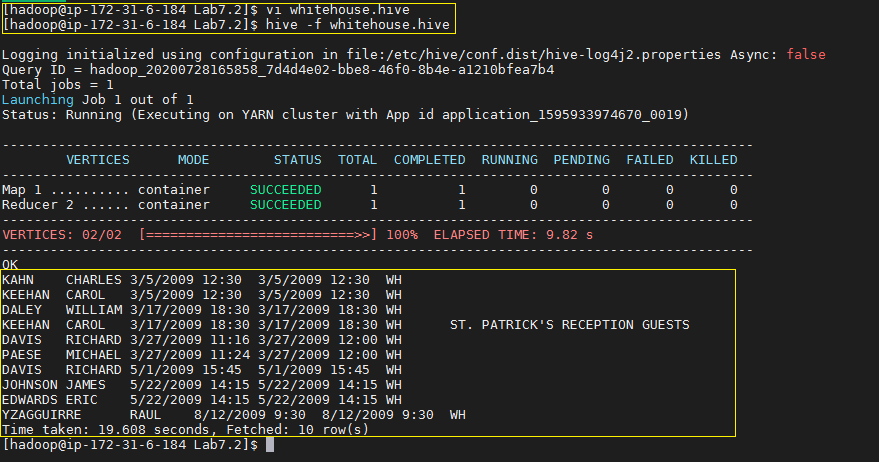 [hadoop@ip-172-31-6-184 Lab7.2]$ vi whitehouse.hive
[hadoop@ip-172-31-6-184 Lab7.2]$ hive -f whitehouse.hive
Logging initialized using configuration in file:/etc/hive/conf.dist/hive-log4j2.properties Async: false
Query ID = hadoop_20200728165858_7d4d4e02-bbe8-46f0-8b4e-a1210bfea7b4
Total jobs = 1
Launching Job 1 out of 1
Status: Running (Executing on YARN cluster with App id application_1595933974670_0019)
----------------------------------------------------------------------------------------------
        VERTICES      MODE        STATUS  TOTAL  COMPLETED  RUNNING  PENDING  FAILED  KILLED
----------------------------------------------------------------------------------------------
Map 1 .......... container     SUCCEEDED      1          1        0        0       0       0
Reducer 2 ...... container     SUCCEEDED      1          1        0        0       0       0
----------------------------------------------------------------------------------------------
VERTICES: 02/02  [==========================>>] 100%  ELAPSED TIME: 9.82 s
----------------------------------------------------------------------------------------------
OK
KAHN    CHARLES 3/5/2009 12:30  3/5/2009 12:30  WH
KEEHAN  CAROL   3/5/2009 12:30  3/5/2009 12:30  WH
DALEY   WILLIAM 3/17/2009 18:30 3/17/2009 18:30 WH
KEEHAN  CAROL   3/17/2009 18:30 3/17/2009 18:30 WH      ST. PATRICK'S RECEPTION GUESTS
DAVIS   RICHARD 3/27/2009 11:16 3/27/2009 12:00 WH
PAESE   MICHAEL 3/27/2009 11:24 3/27/2009 12:00 WH
DAVIS   RICHARD 5/1/2009 15:45  5/1/2009 15:45  WH
JOHNSON JAMES   5/22/2009 14:15 5/22/2009 14:15 WH
EDWARDS ERIC    5/22/2009 14:15 5/22/2009 14:15 WH
YZAGGUIRRE      RAUL    8/12/2009 9:30  8/12/2009 9:30  WH
Time taken: 19.608 seconds, Fetched: 10 row(s)
[hadoop@ip-172-31-6-184 Lab7.2]$